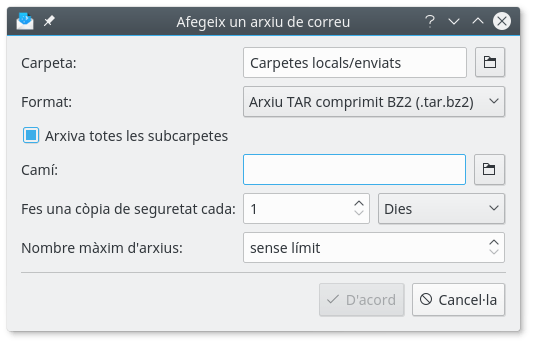 Afegeix un arxiu de correu
Carpeta: Carpetes locals/enviats
Format: Arxiu TAR comprimit BZ2 (.tar.bz2)
Arxiva totes les subcarpetes
Camí:
Fes una còpia de seguretat cada: 1 Dies
Nombre màxim d'arxius: sense límit
D'acord Cancel·la